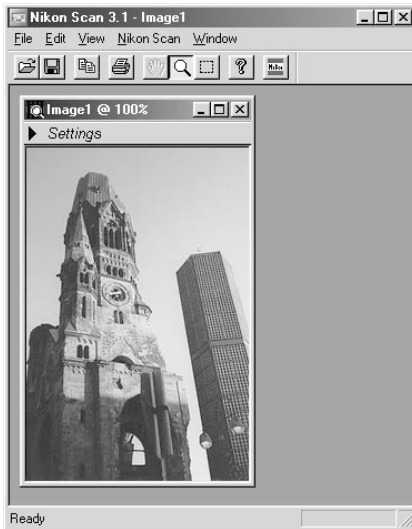 Nikon Scan 3.1 - Image1
File Edit View Nikon Scan Window
Image1 @ 100%
Settings
Ready